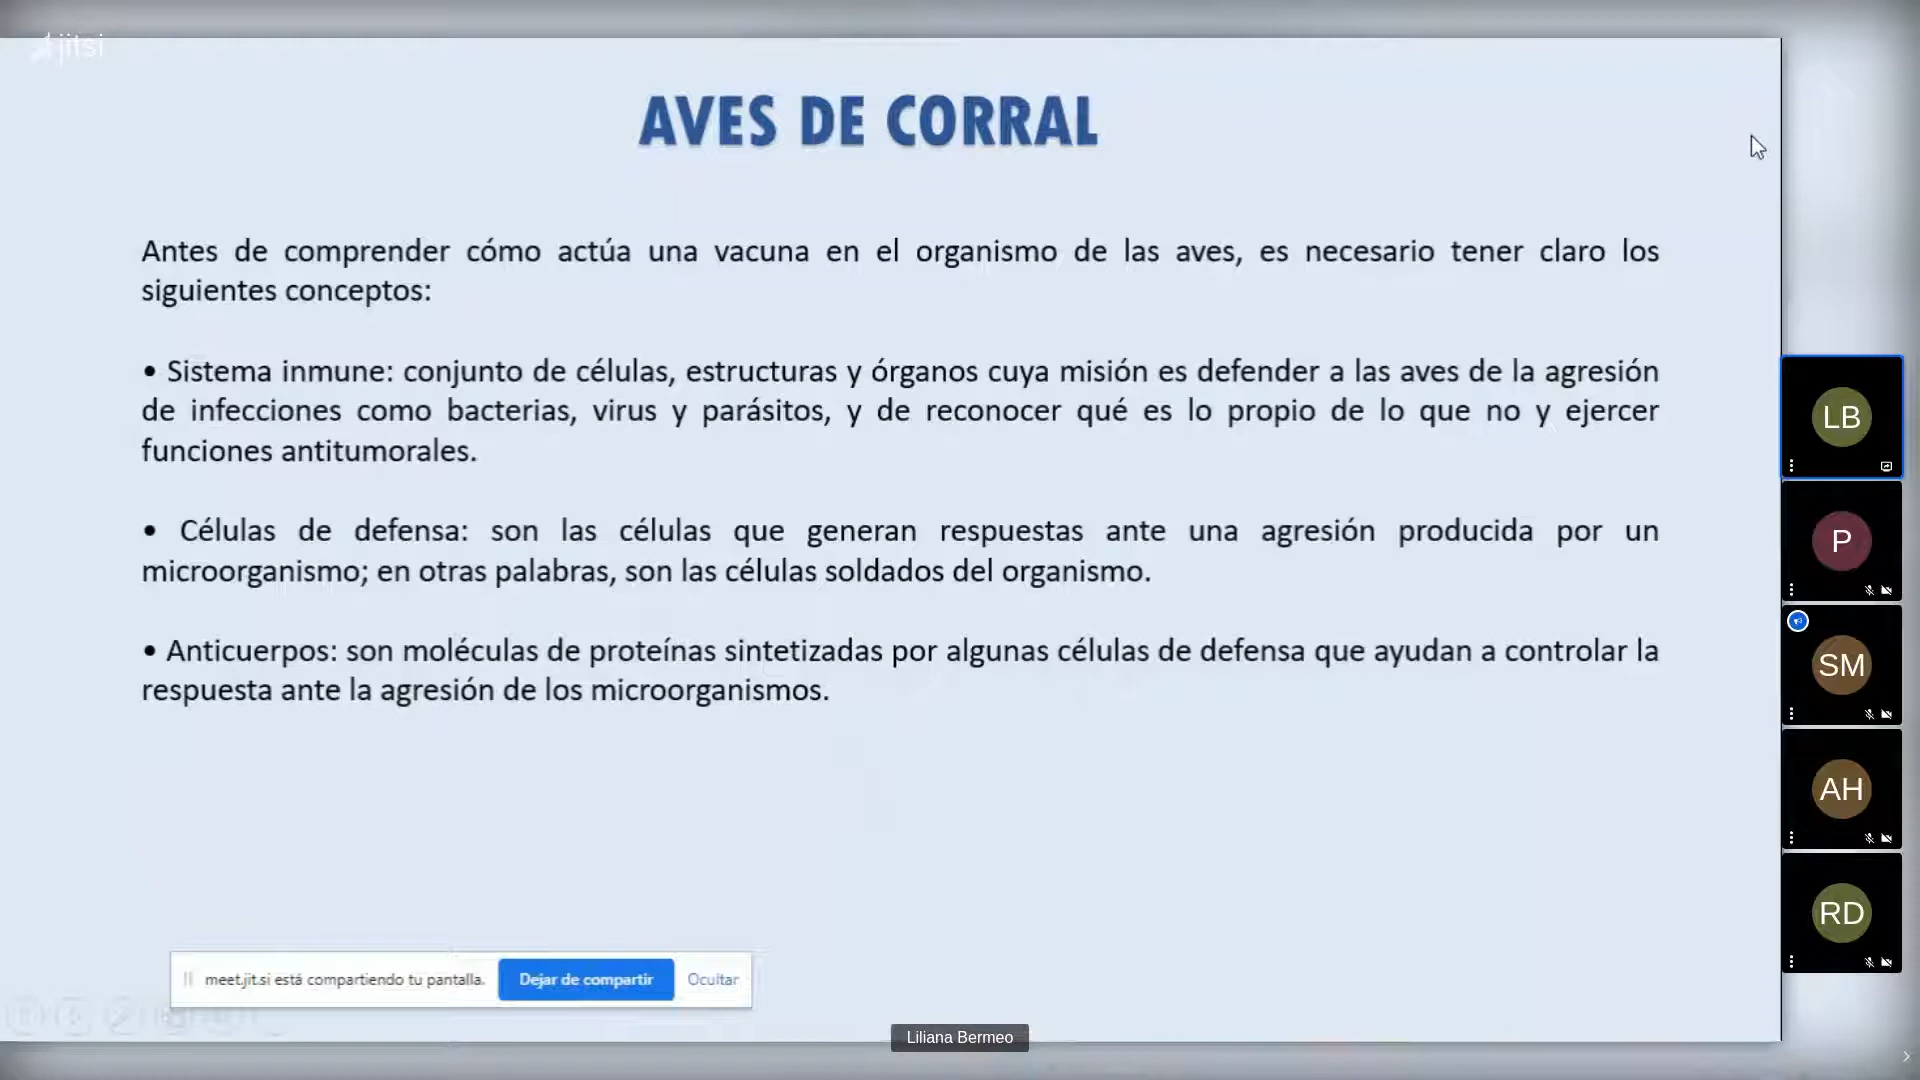 jitsi
AVES DE CORRAL
Antes de comprender cómo actúa una vacuna en el organismo de las aves, es necesario tener claro los
siguientes conceptos:
• Sistema inmune: conjunto de células, estructuras y órganos cuya misión es defender a las aves de la agresión
de infecciones como bacterias, virus y parásitos, y de reconocer qué es lo propio de lo que no y ejercer
funciones antitumorales.
• Células de defensa: son las células que generan respuestas ante una agresión producida por un
microorganismo; en otras palabras, son las células soldados del organismo.
• Anticuerpos: son moléculas de proteínas sintetizadas por algunas células de defensa que ayudan a controlar la
respuesta ante la agresión de los microorganismos.
LB
P
SM
AH
RD
meet.jit.si está compartiendo tu pantalla. Dejar de compartir Ocultar
Liliana Bermeo